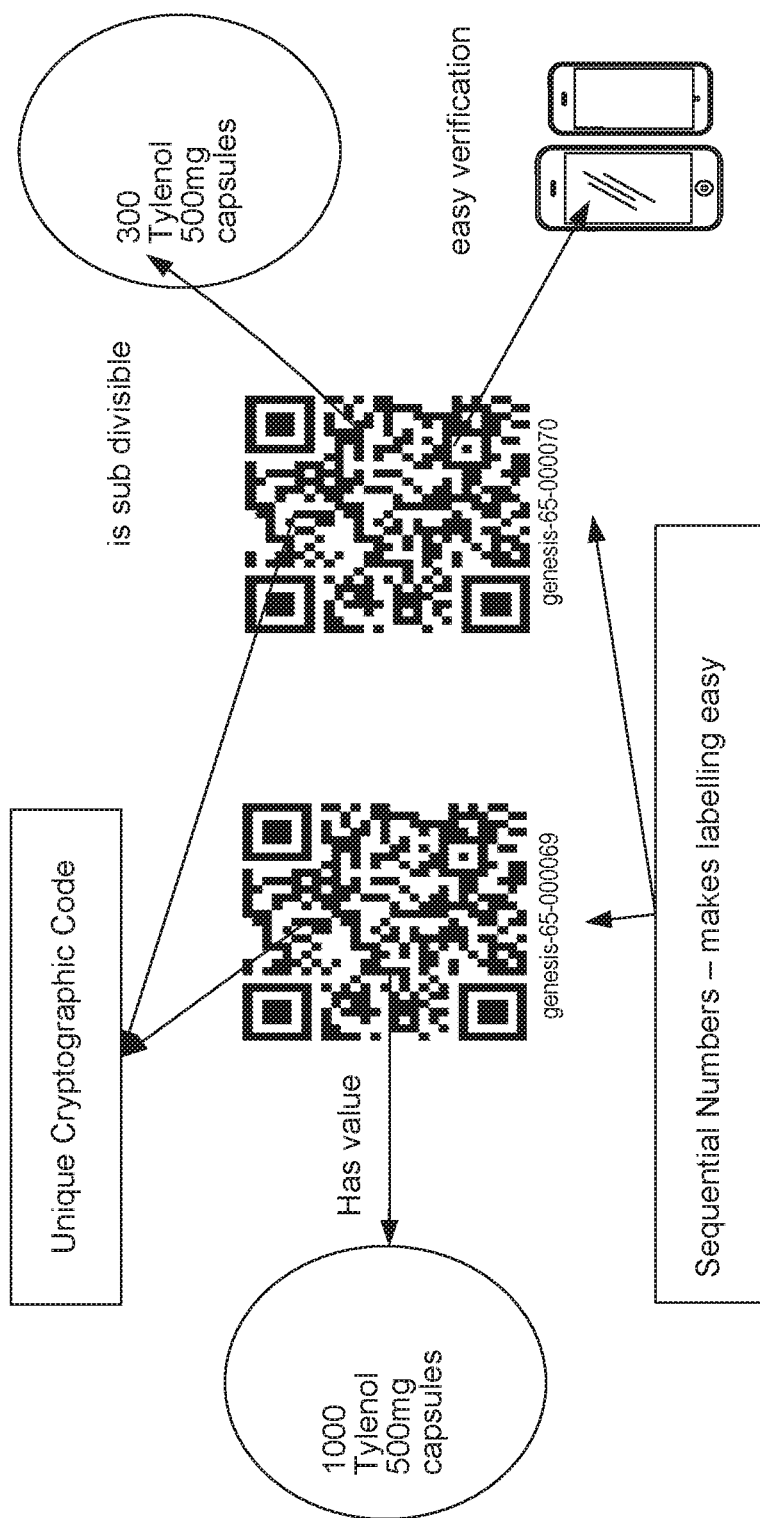 Unique Cryptographic Code
is sub divisible
300
Tylenol
500mg
capsules
Has value
1000
Tylenol
500mg
capsules
easy verification
genesis-65-000069
genesis-65-000070
Sequential Numbers – makes labelling easy